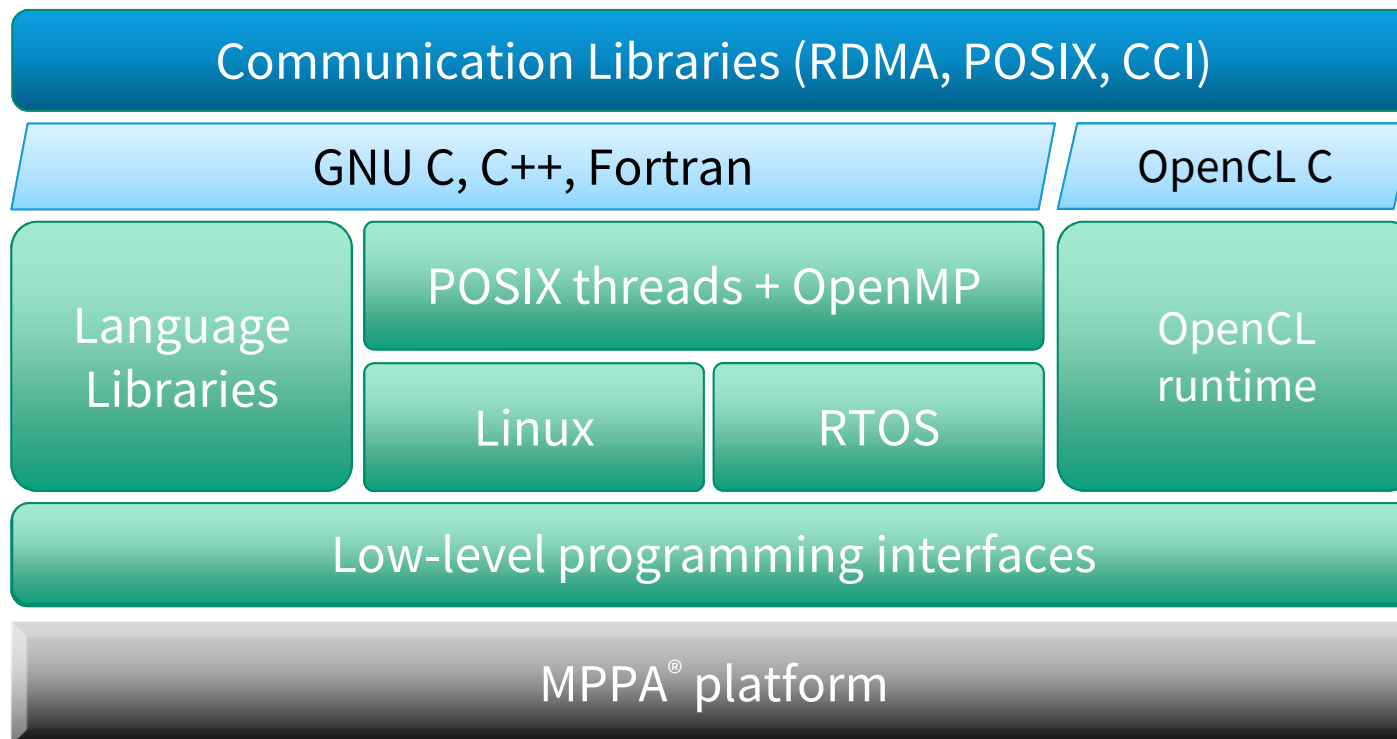 Communication Libraries (RDMA, POSIX, CCI)
GNU C, C++, Fortran
OpenCL C
Language
Libraries
POSIX threads + OpenMP
Linux
RTOS
OpenCL
runtime
Low-level programming interfaces
MPPA® platform